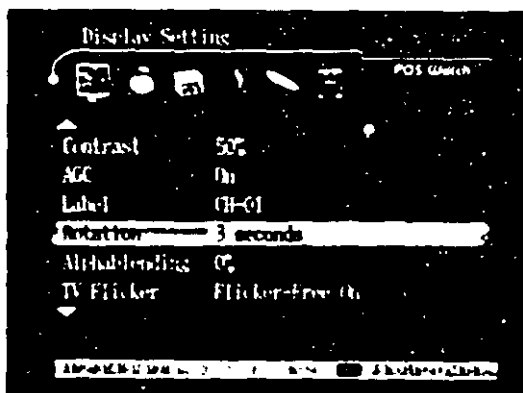 Display Setting
POS Watch
Contrast 50%
AGC On
Label CH-01
Rotation 3 seconds
Alphablending 0%
TV Flicker Flicker-Free On